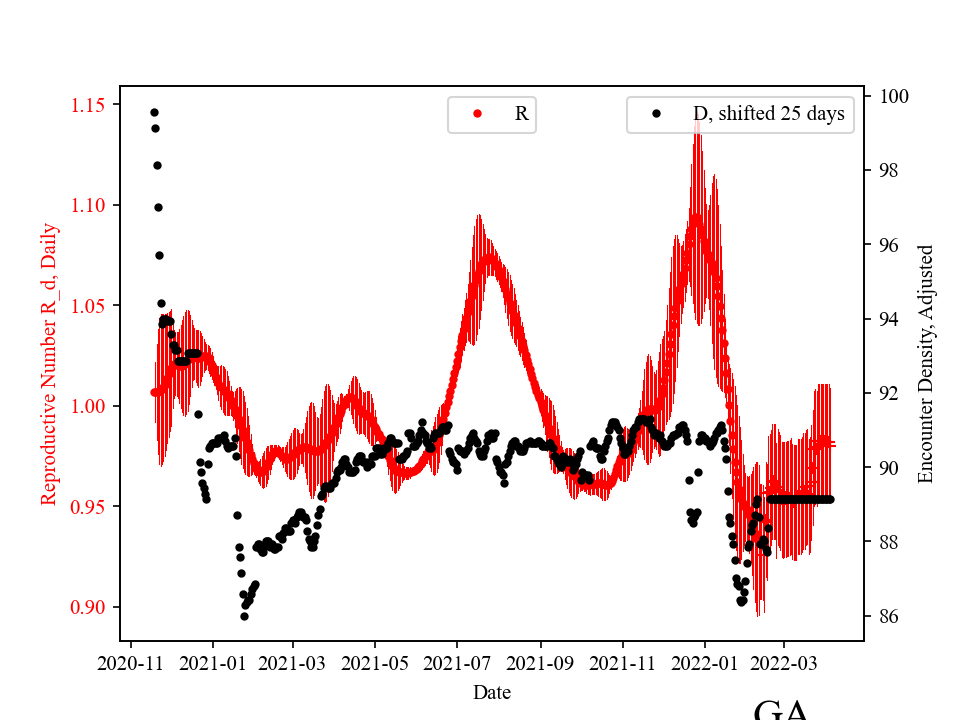 R
D, shifted 25 days
1.15
1.10
1.05
1.00
0.95
0.90
Reproductive Number R_d, Daily
100
98
96
94
92
90
88
86
Encounter Density, Adjusted
2020-11 2021-01 2021-03 2021-05 2021-07 2021-09 2021-11 2022-01 2022-03
Date
GA